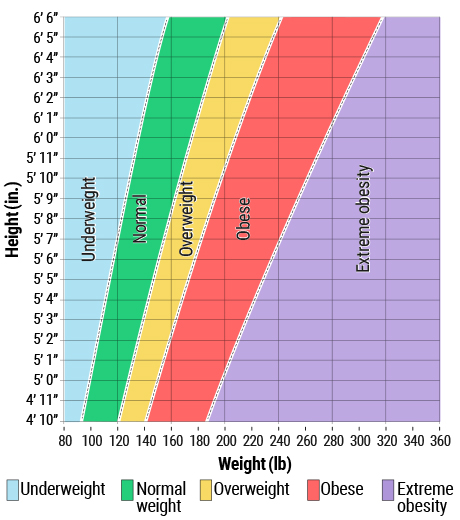 6′ 6″
6′ 5″
6′ 4″
6′ 3″
6′ 2″
6′ 1″
6′ 0″
5′ 11″
5′ 10″
5′ 9″
5′ 8″
5′ 7″
5′ 6″
5′ 5″
5′ 4″
5′ 3″
5′ 2″
5′ 1″
5′ 0″
4′ 11″
4′ 10″
Height (in.)
Underweight
Normal
Overweight
Obese
Extreme obesity
80 100 120 140 160 180 200 220 240 260 280 300 320 340 360
Weight (lb)
Underweight
Normal
weight
Overweight
Obese
Extreme
obesity